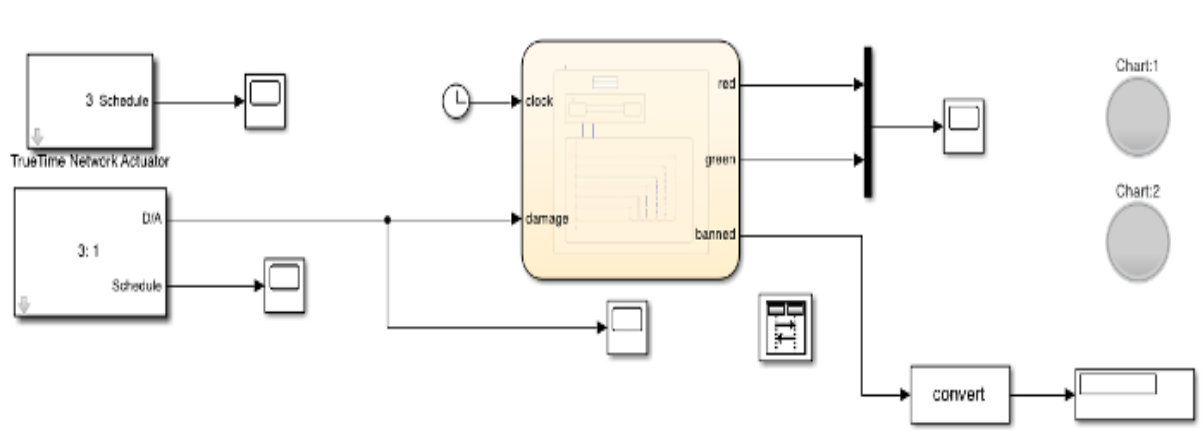 3 Schedule
TrueTime Network Actuator
D/A
3: 1
Schedule
clock
damage
red
green
banned
Chart:1
Chart:2
convert